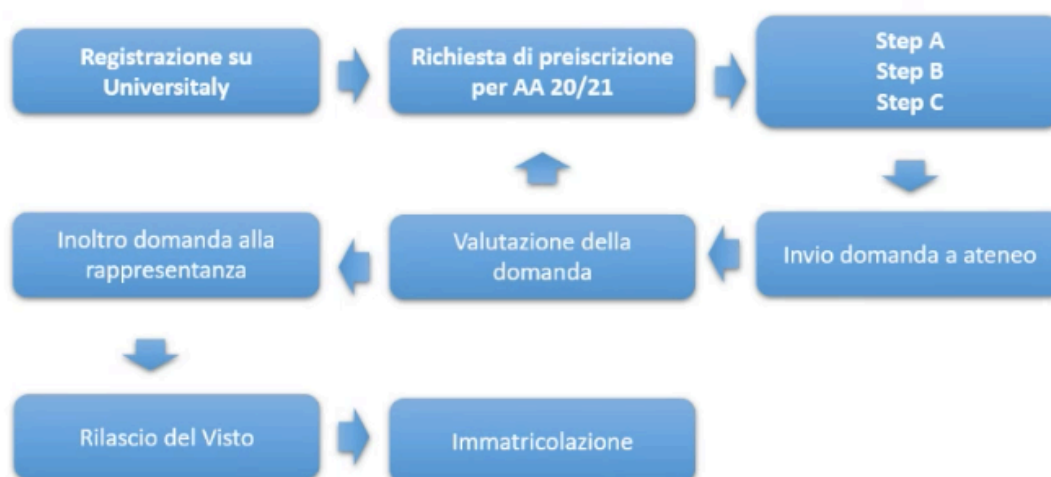 Registrazione su
Universitaly
Richiesta di preiscrizione
per AA 20/21
Step A
Step B
Step C
Inoltro domanda alla
rappresentanza
Valutazione della
domanda
Invio domanda a ateneo
Rilascio del Visto
Immatricolazione